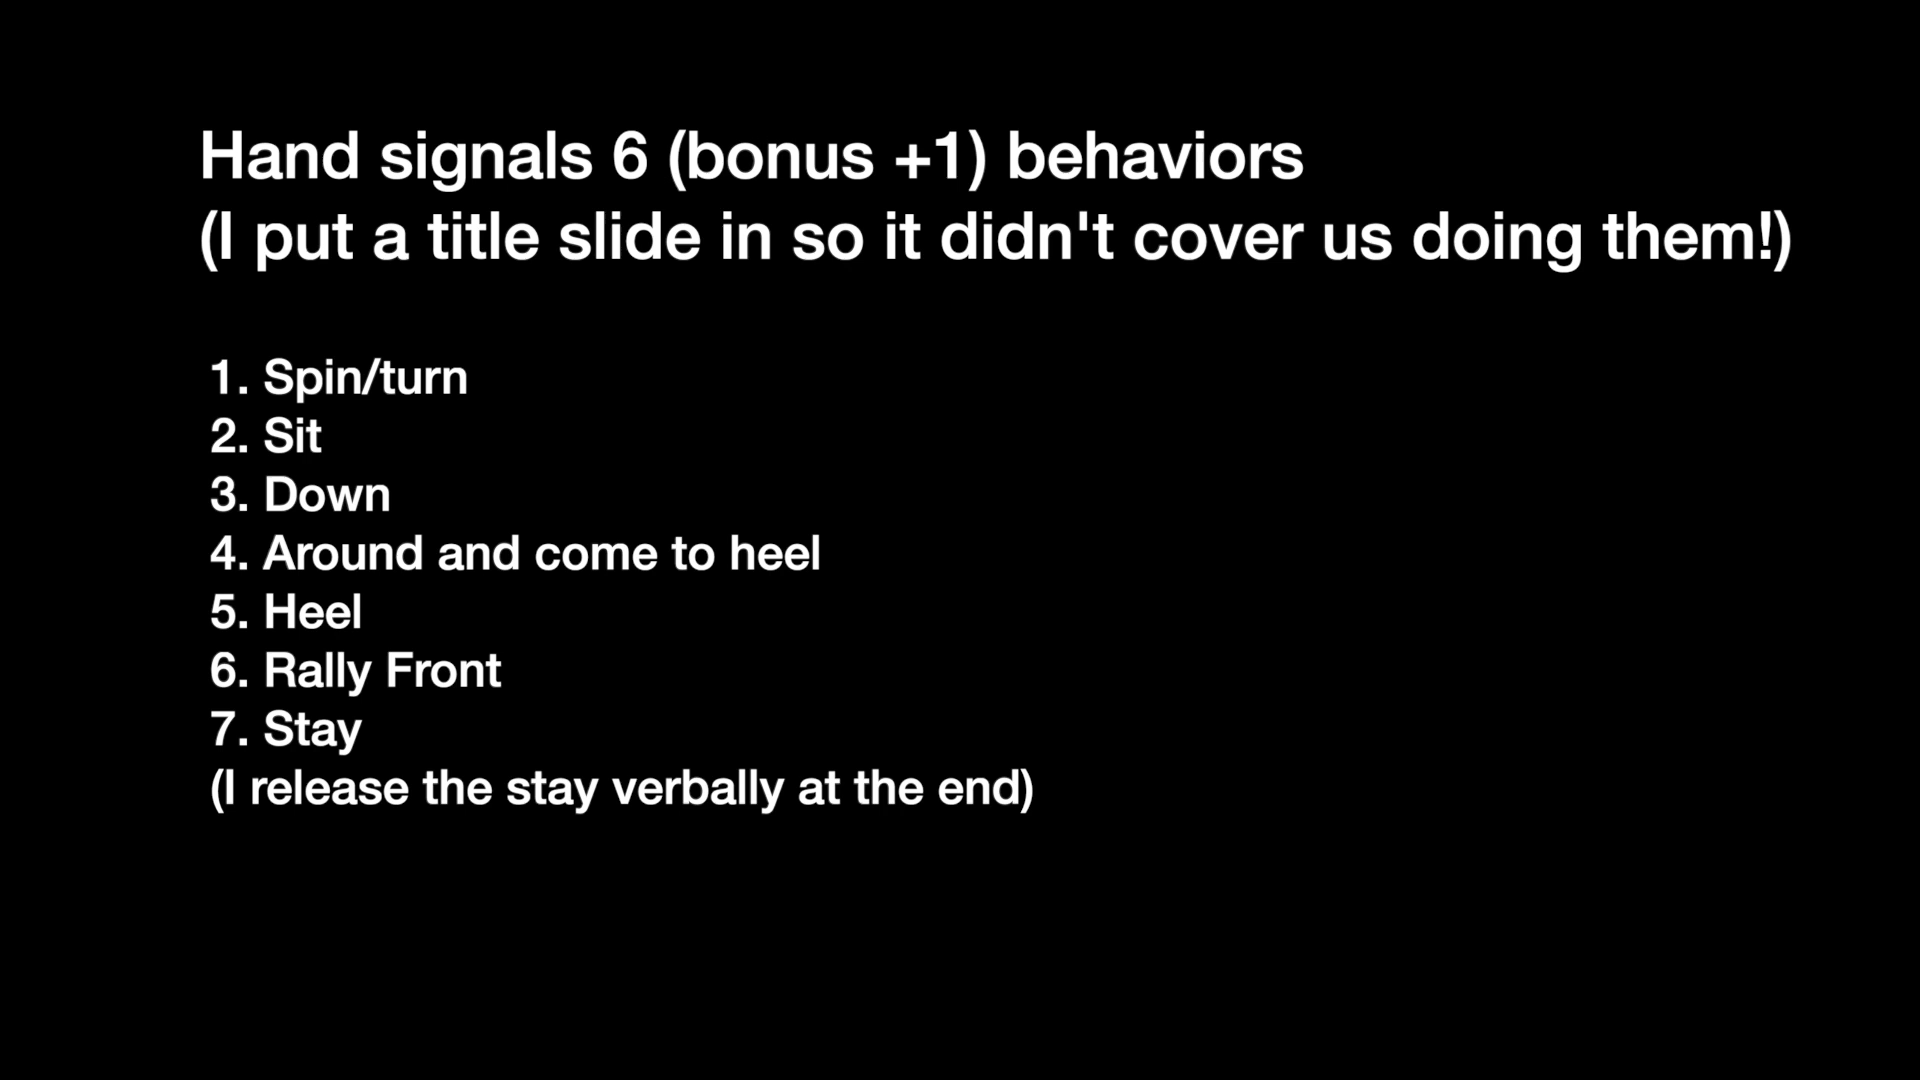 Hand signals 6 (bonus +1) behaviors
(I put a title slide in so it didn't cover us doing them!)
1. Spin/turn
2. Sit
3. Down
4. Around and come to heel
5. Heel
6. Rally Front
7. Stay
(I release the stay verbally at the end)